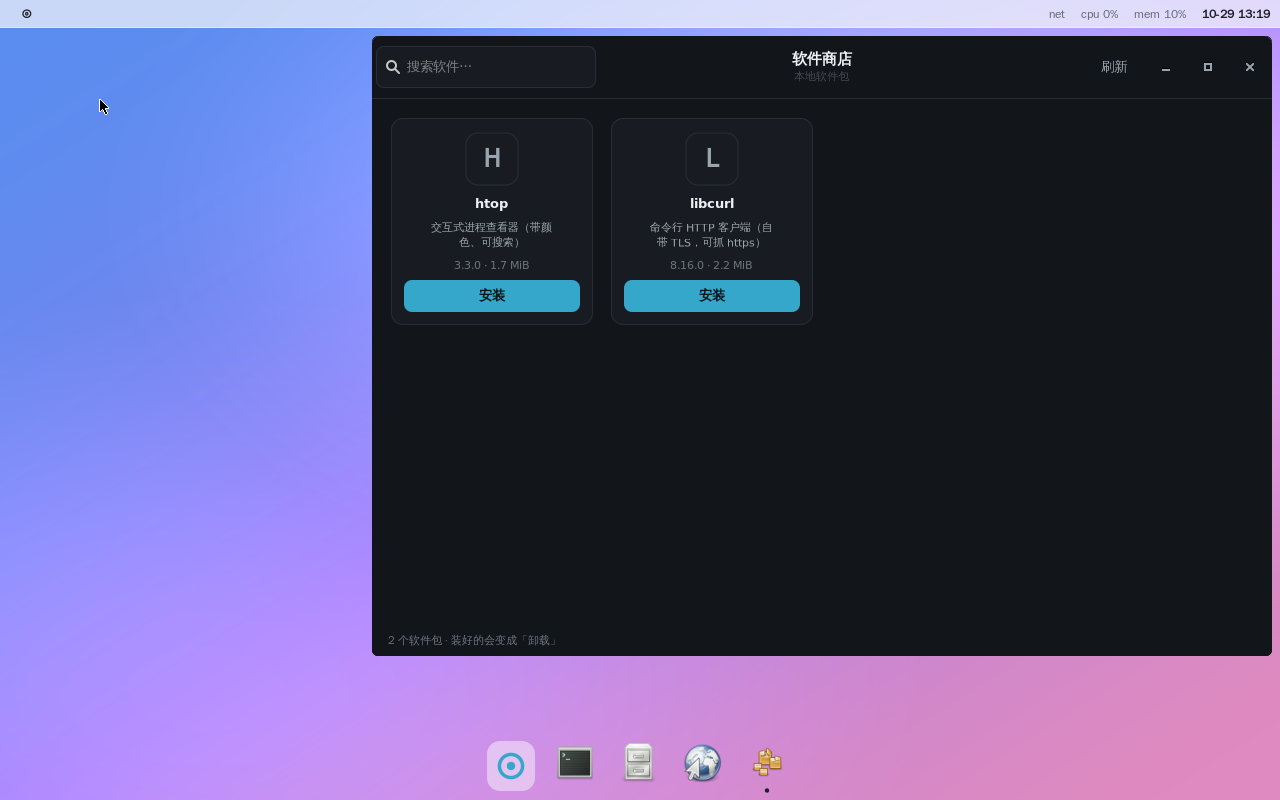 net cpu 0% mem 10% 10-29 13:19
搜索软件…
软件商店
本地软件包
刷新
H
htop
交互式进程查看器（带颜
色、可搜索）
3.3.0 · 1.7 MiB
安装
L
libcurl
命令行 HTTP 客户端（自
带 TLS，可抓 https）
8.16.0 · 2.2 MiB
安装
2 个软件包 · 装好的会变成「卸载」
>_